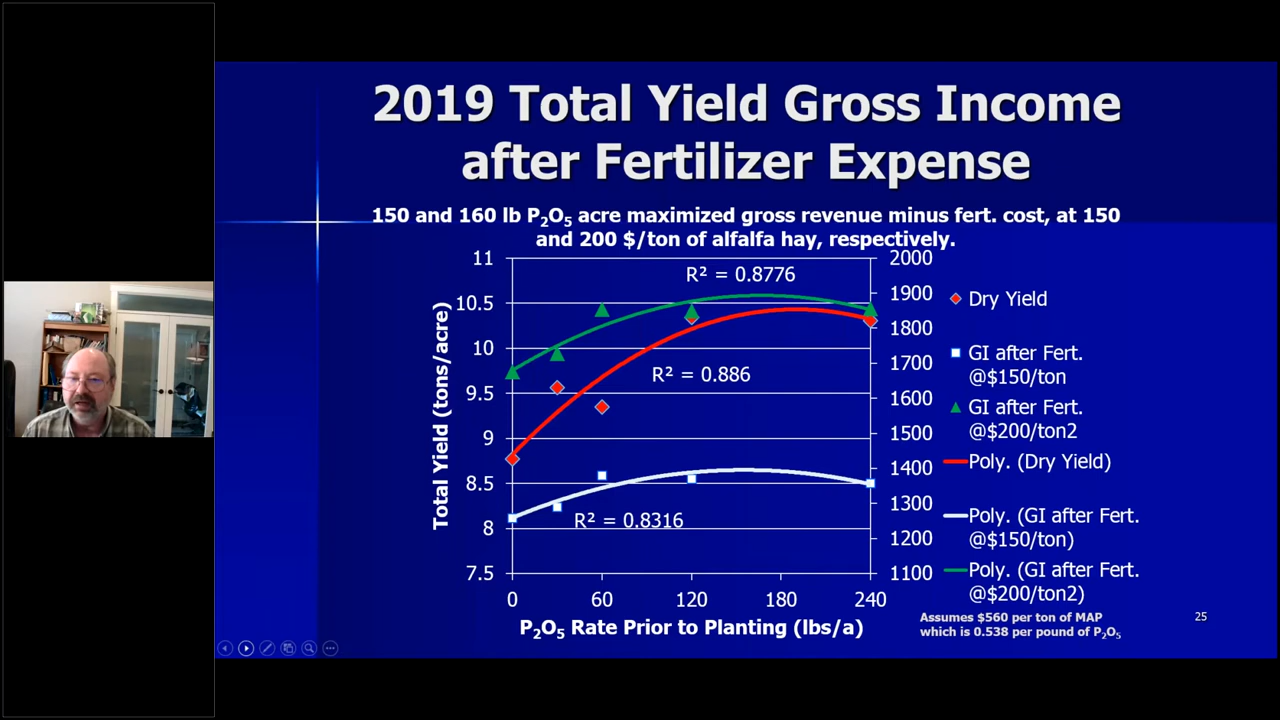 2019 Total Yield Gross Income
after Fertilizer Expense
150 and 160 lb P₂O₅ acre maximized gross revenue minus fert. cost, at 150
and 200 $/ton of alfalfa hay, respectively.
Total Yield (tons/acre)
11
10.5
10
9.5
9
8.5
8
7.5
R² = 0.8776
R² = 0.886
R² = 0.8316
2000
1900
1800
1700
1600
1500
1400
1300
1200
1100
0
60
120
180
240
P₂O₅ Rate Prior to Planting (lbs/a)
Dry Yield
GI after Fert.
@$150/ton
GI after Fert.
@$200/ton2
Poly. (Dry Yield)
Poly. (GI after Fert.
@$150/ton)
Poly. (GI after Fert.
@$200/ton2)
Assumes $560 per ton of MAP
which is 0.538 per pound of P₂O₅
25